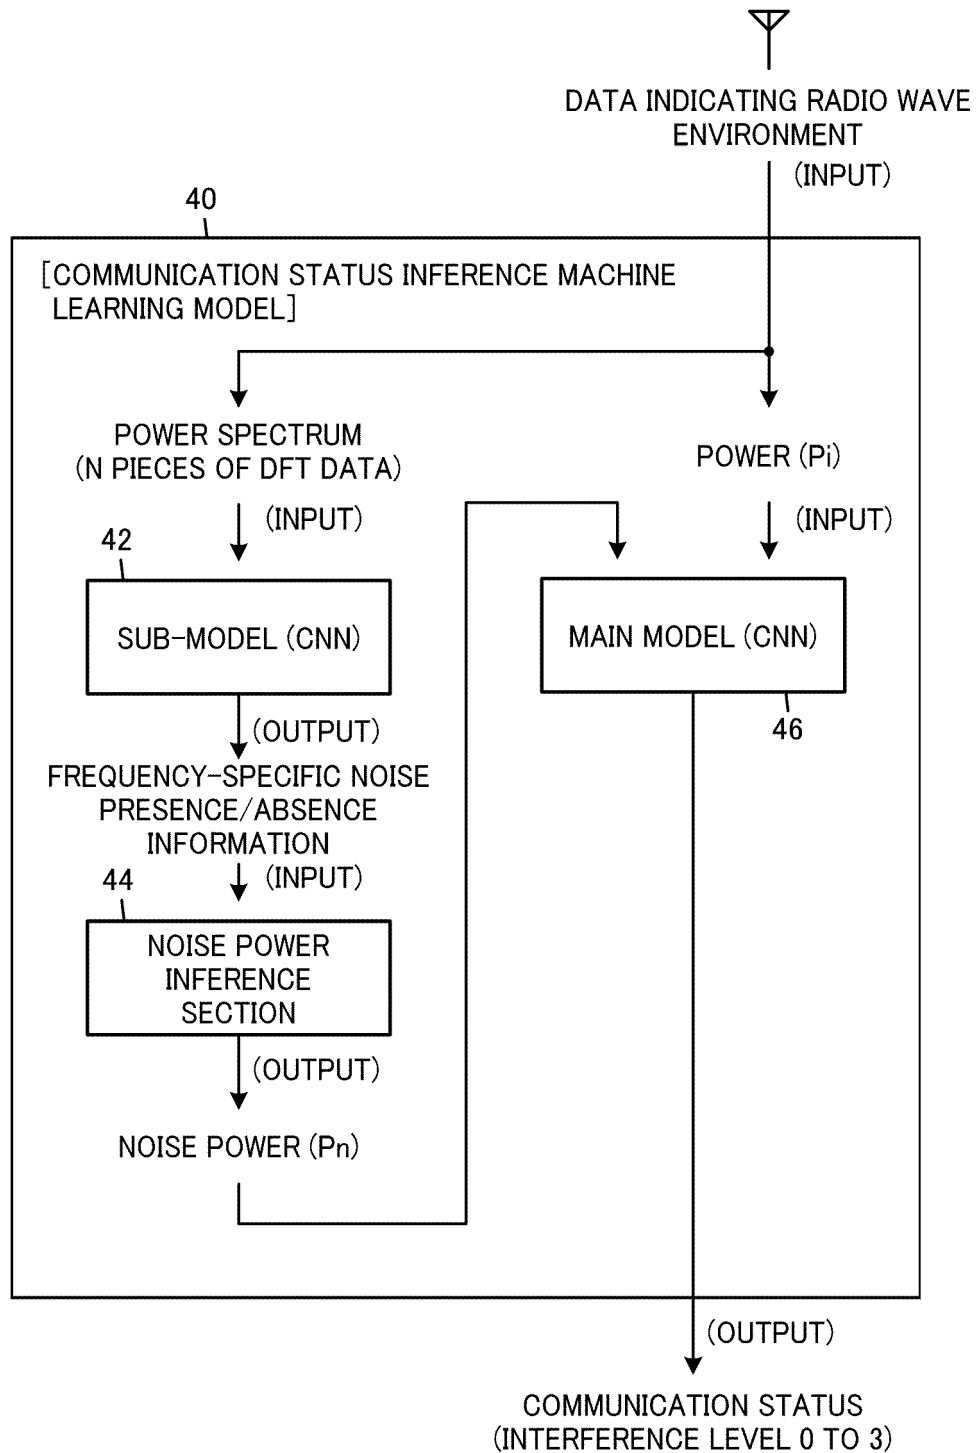 DATA INDICATING RADIO WAVE
ENVIRONMENT
(INPUT)
40
[COMMUNICATION STATUS INFERENCE MACHINE
LEARNING MODEL]
POWER SPECTRUM
(N PIECES OF DFT DATA)
(INPUT)
POWER (Pi)
(INPUT)
42
SUB-MODEL (CNN)
(OUTPUT)
MAIN MODEL (CNN)
46
FREQUENCY-SPECIFIC NOISE
PRESENCE/ABSENCE
INFORMATION
(INPUT)
44
NOISE POWER
INFERENCE
SECTION
(OUTPUT)
NOISE POWER (Pn)
(OUTPUT)
COMMUNICATION STATUS
(INTERFERENCE LEVEL 0 TO 3)